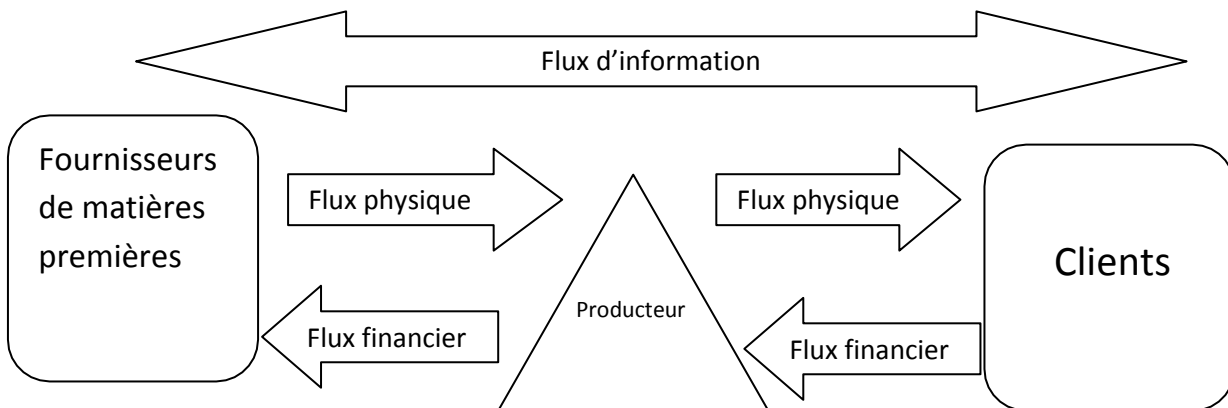 Flux d’information
Fournisseurs
de matières
premières
Flux physique
Flux physique
Clients
Producteur
Flux financier
Flux financier